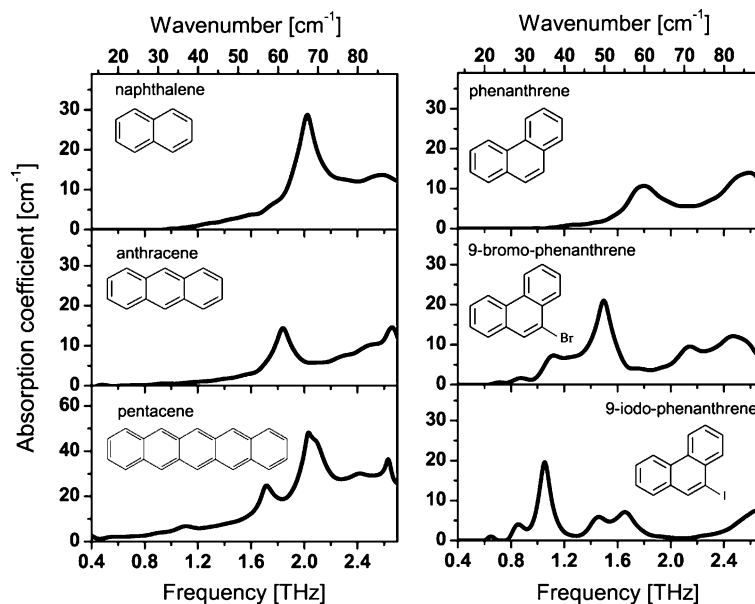 Wavenumber [cm⁻¹]
20 30 40 50 60 70 80
Wavenumber [cm⁻¹]
20 30 40 50 60 70 80
Absorption coefficient [cm⁻¹]
naphthalene
30
20
10
0
phenanthrene
30
20
10
0
anthracene
30
20
10
0
9-bromo-phenanthrene
Br
30
20
10
0
pentacene
60
40
20
0
9-iodo-phenanthrene
I
30
20
10
0
0.4 0.8 1.2 1.6 2.0 2.4
Frequency [THz]
0.4 0.8 1.2 1.6 2.0 2.4
Frequency [THz]